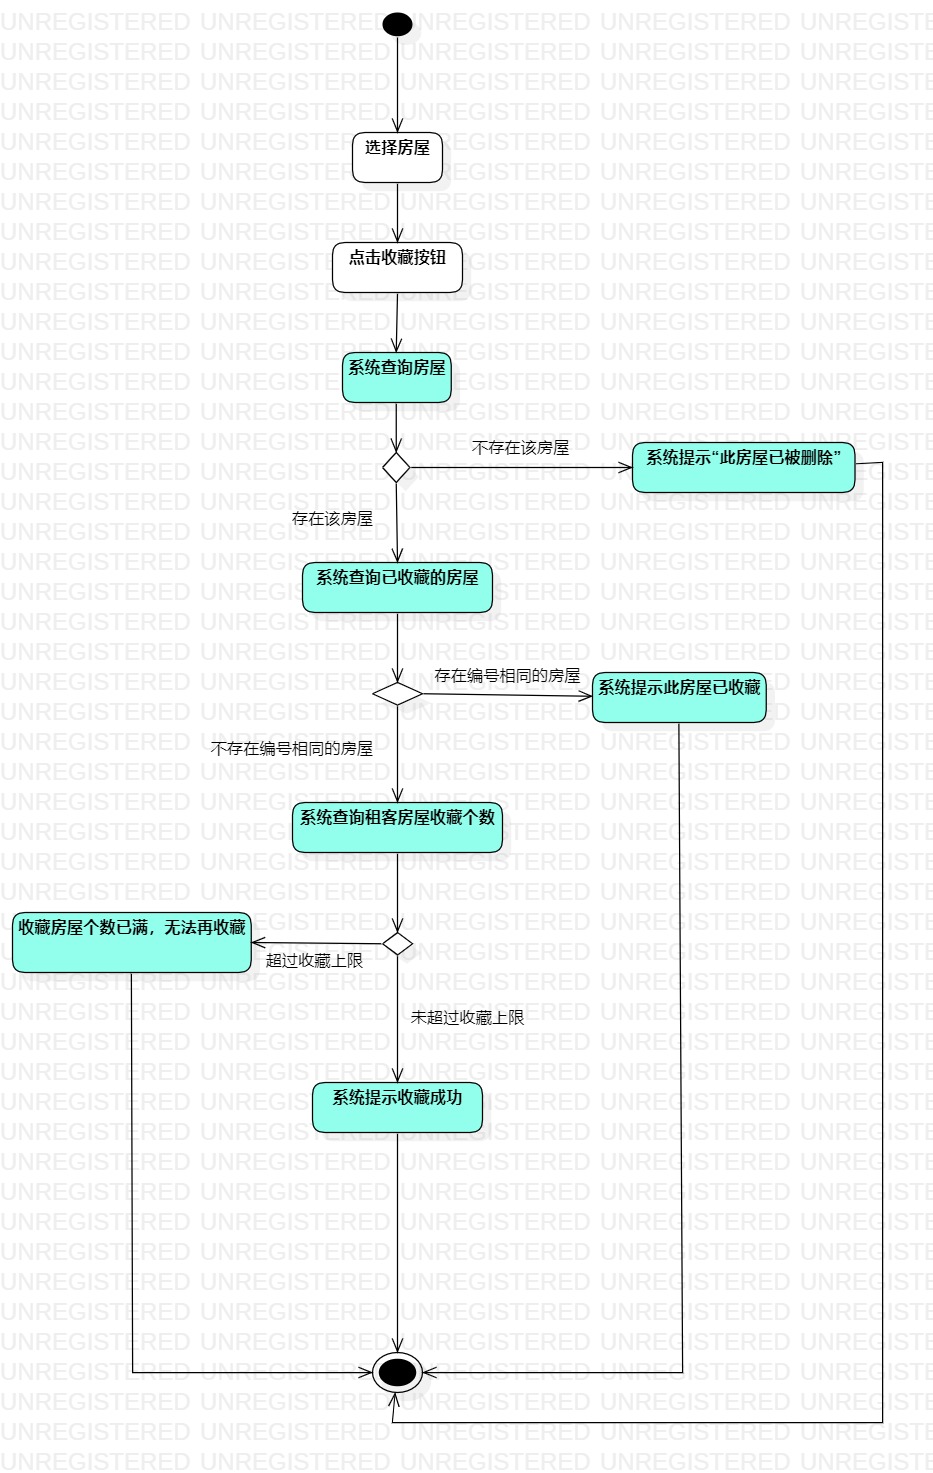 选择房屋
点击收藏按钮
系统查询房屋
不存在该房屋
系统提示“此房屋已被删除”
存在该房屋
系统查询已收藏的房屋
存在编号相同的房屋
系统提示此房屋已收藏
不存在编号相同的房屋
系统查询租客房屋收藏个数
收藏房屋个数已满，无法再收藏
超过收藏上限
未超过收藏上限
系统提示收藏成功
UNREGISTERED